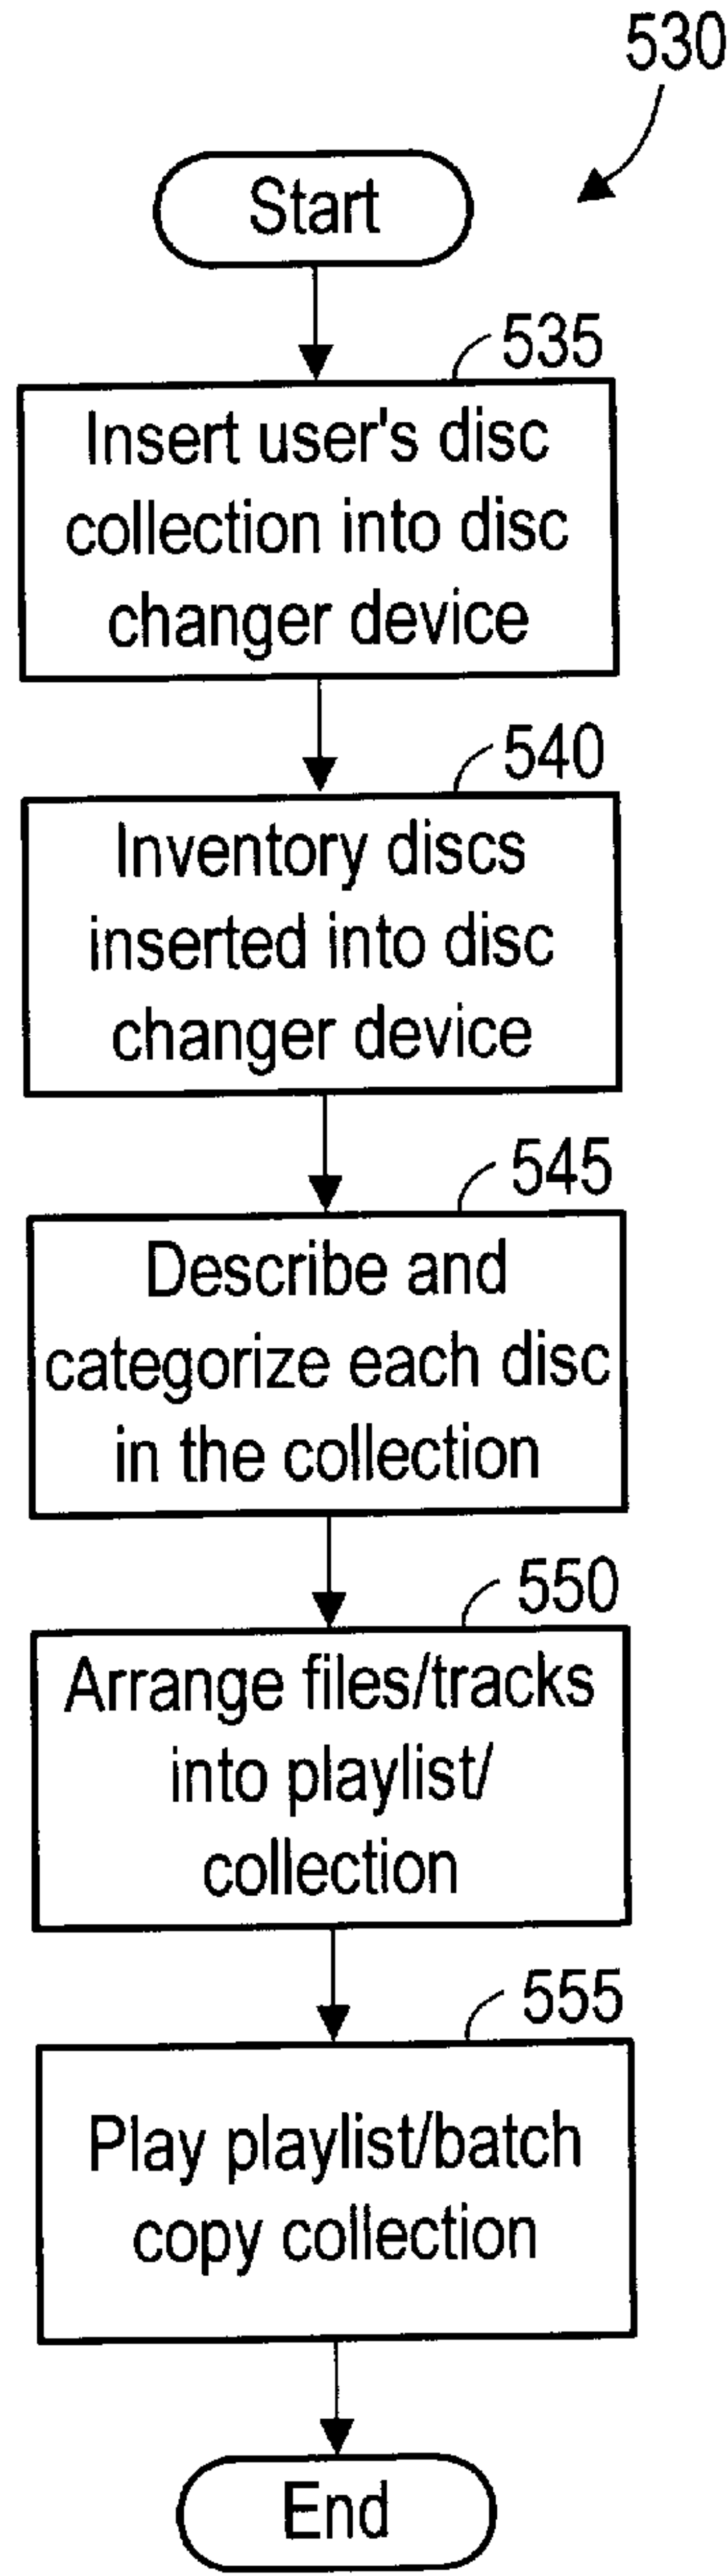 530
Start
535
Insert user's disc
collection into disc
changer device
540
Inventory discs
inserted into disc
changer device
545
Describe and
categorize each disc
in the collection
550
Arrange files/tracks
into playlist/
collection
555
Play playlist/batch
copy collection
End